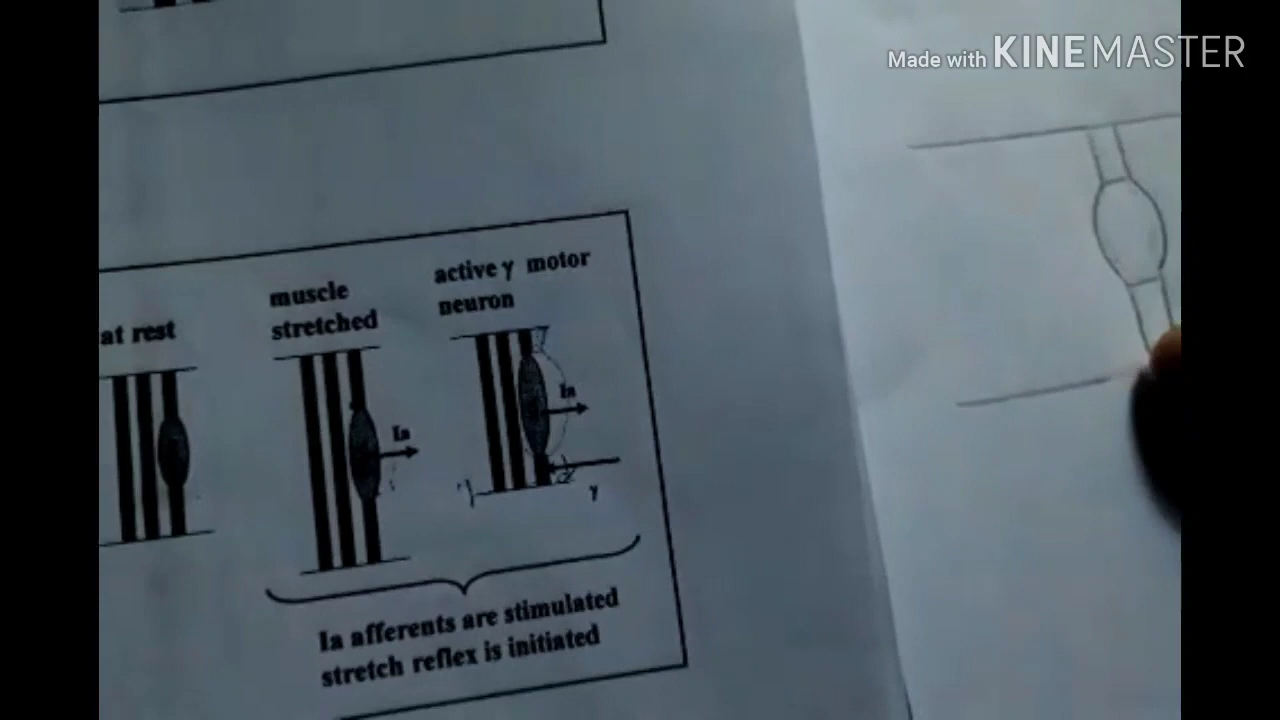 Made with KINEMASTER
at rest
muscle
stretched
active γ motor
neuron
Ia
Ia
γ
Ia afferents are stimulated
stretch reflex is initiated